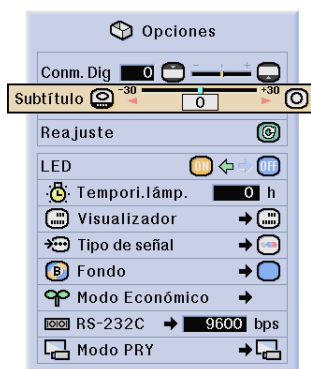 Opciones
Conm. Dig 0 - +
Subtítulo -30 0 +30
Reajuste
LED ON OFF
Tempori.lámp. 0 h
Visualizador
Tipo de señal
B Fondo
Modo Económico
RS-232C 9600 bps
Modo PRY